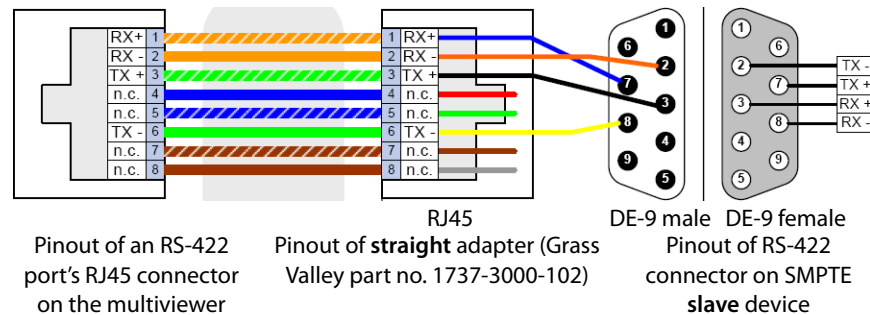 RX+ 1
RX - 2
TX + 3
n.c. 4
n.c. 5
TX - 6
n.c. 7
n.c. 8
1 RX+
2 RX -
3 TX +
4 n.c.
5 n.c.
6 TX -
7 n.c.
8 n.c.
1
6
2
7
3
8
4
9
5
1
6
2
7
3
8
4
9
5
TX -
TX +
RX +
RX -
RJ45
DE-9 male
DE-9 female
Pinout of an RS-422
port's RJ45 connector
on the multiviewer
Pinout of straight adapter (Grass
Valley part no. 1737-3000-102)
Pinout of RS-422
connector on SMPTE
slave device